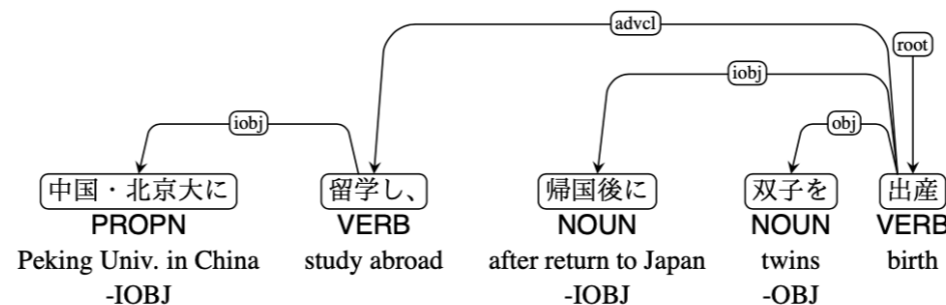 advcl
root
iobj
iobj
obj
中国・北京大に 留学し、 帰国後に 双子を 出産
PROPN VERB NOUN NOUN VERB
Peking Univ. in China study abroad after return to Japan twins birth
-IOBJ -IOBJ -OBJ